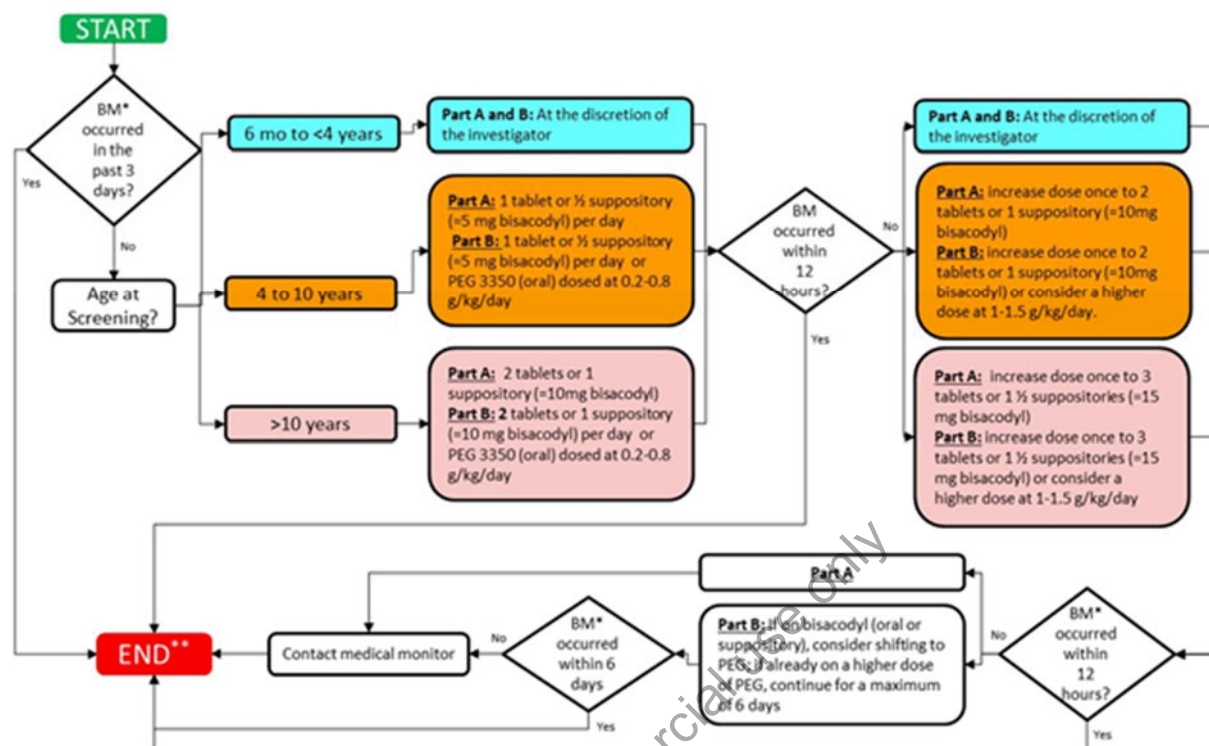 START
BM*
occurred
in the
past 3
days?
Yes
No
Age at
Screening?
6 mo to <4 years
4 to 10 years
>10 years
Part A and B: At the discretion of
the investigator
Part A: 1 tablet or ½ suppository
(=5 mg bisacodyl) per day
Part B: 1 tablet or ½ suppository
(=5 mg bisacodyl) per day or
PEG 3350 (oral) dosed at 0.2-0.8
g/kg/day
Part A: 2 tablets or 1
suppository (=10mg bisacodyl)
Part B: 2 tablets or 1 suppository
(=10 mg bisacodyl) per day or
PEG 3350 (oral) dosed at 0.2-0.8
g/kg/day
BM
occurred
within
12
hours?
No
Yes
Part A and B: At the discretion of
the investigator
Part A: increase dose once to 2
tablets or 1 suppository (=10mg
bisacodyl)
Part B: increase dose once to 2
tablets or 1 suppository (=10mg
bisacodyl) or consider a higher
dose at 1-1.5 g/kg/day.
Part A: increase dose once to 3
tablets or 1 ½ suppositories (=15
mg bisacodyl)
Part B: increase dose once to 3
tablets or 1 ½ suppositories (=15
mg bisacodyl) or consider a
higher dose at 1-1.5 g/kg/day
BM*
occurred
within
12
hours?
No
Yes
Part A
Part B: If on bisacodyl (oral or
suppository), consider shifting to
PEG; if already on a higher dose
of PEG, continue for a maximum
of 6 days
BM*
occurred
within 6
days
No
Yes
Contact medical monitor
END**
rcial use only